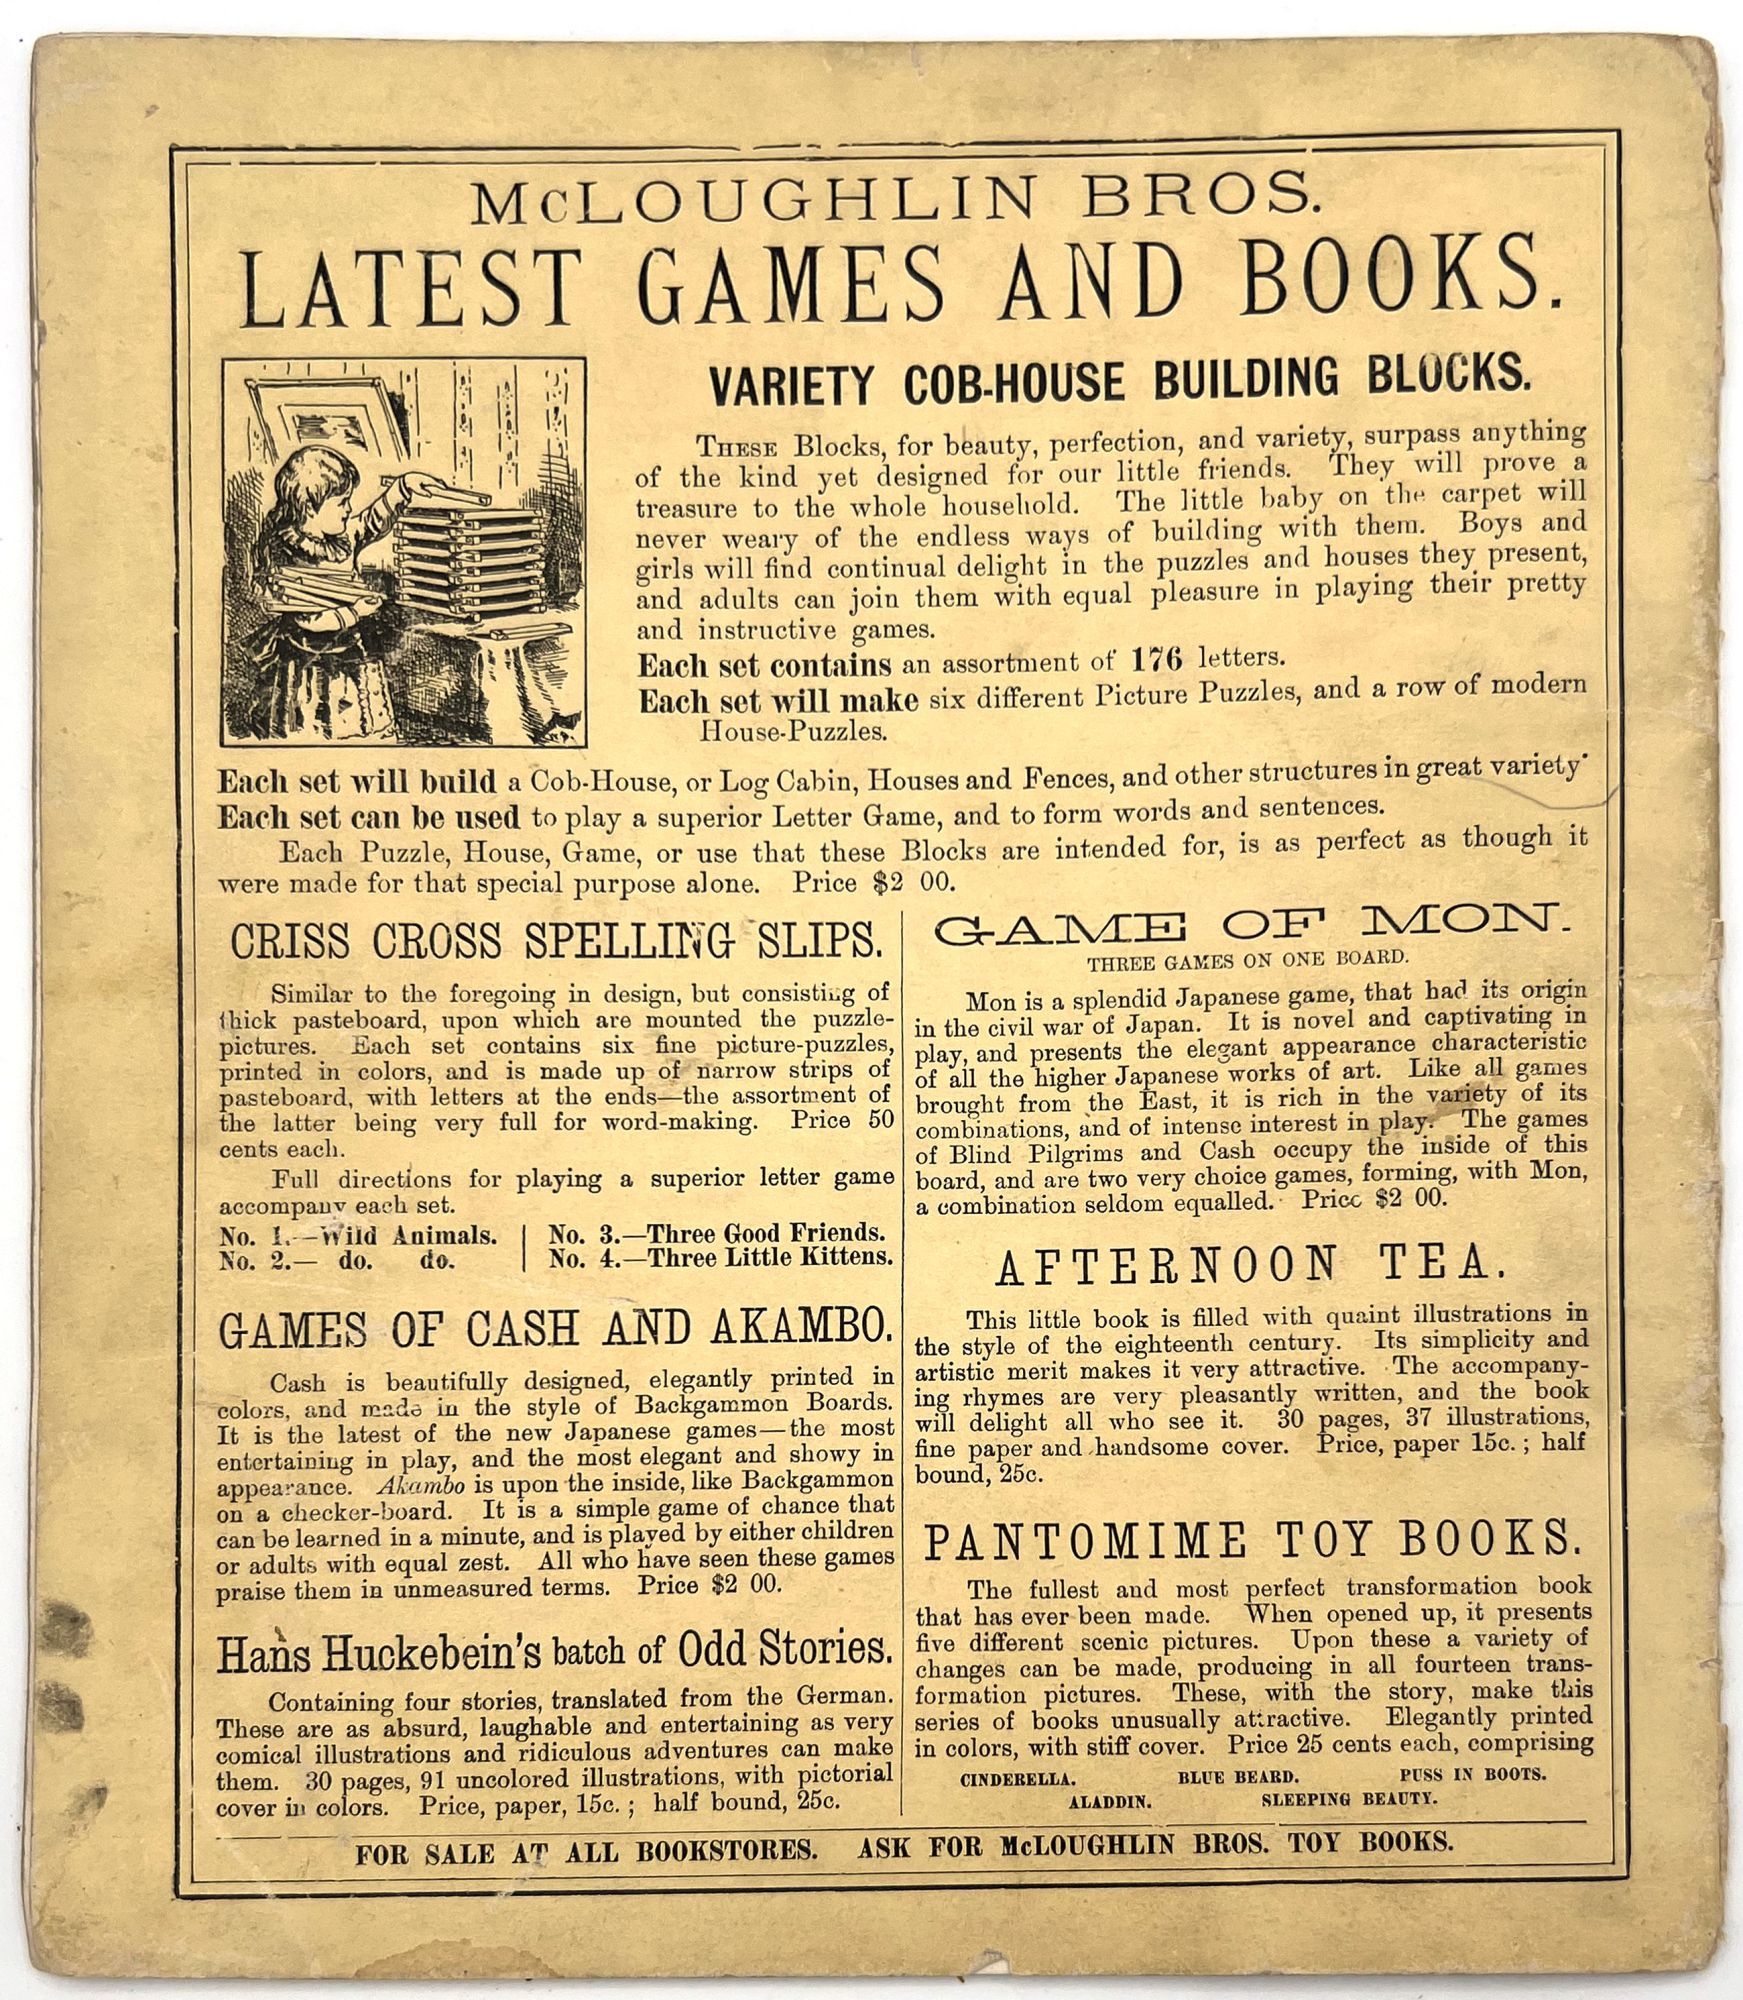 McLOUGHLIN BROS.
LATEST GAMES AND BOOKS.
VARIETY COB-HOUSE BUILDING BLOCKS.
THESE Blocks, for beauty, perfection, and variety, surpass anything
of the kind yet designed for our little friends. They will prove a
treasure to the whole household. The little baby on the carpet will
never weary of the endless ways of building with them. Boys and
girls will find continual delight in the puzzles and houses they present,
and adults can join them with equal pleasure in playing their pretty
and instructive games.
Each set contains an assortment of 176 letters.
Each set will make six different Picture Puzzles, and a row of modern
House-Puzzles.
Each set will build a Cob-House, or Log Cabin, Houses and Fences, and other structures in great variety.
Each set can be used to play a superior Letter Game, and to form words and sentences.
Each Puzzle, House, Game, or use that these Blocks are intended for, is as perfect as though it
were made for that special purpose alone. Price $2 00.
CRISS CROSS SPELLING SLIPS.
Similar to the foregoing in design, but consisting of
thick pasteboard, upon which are mounted the puzzle-
pictures. Each set contains six fine picture-puzzles,
printed in colors, and is made up of narrow strips of
pasteboard, with letters at the ends—the assortment of
the latter being very full for word-making. Price 50
cents each.
Full directions for playing a superior letter game
accompany each set.
No. 1.—Wild Animals.
No. 2.— do. do.
No. 3.—Three Good Friends.
No. 4.—Three Little Kittens.
GAMES OF CASH AND AKAMBO.
Cash is beautifully designed, elegantly printed in
colors, and made in the style of Backgammon Boards.
It is the latest of the new Japanese games—the most
entertaining in play, and the most elegant and showy in
appearance. Akambo is upon the inside, like Backgammon
on a checker-board. It is a simple game of chance that
can be learned in a minute, and is played by either children
or adults with equal zest. All who have seen these games
praise them in unmeasured terms. Price $2 00.
Hans Huckebein's batch of Odd Stories.
Containing four stories, translated from the German.
These are as absurd, laughable and entertaining as very
comical illustrations and ridiculous adventures can make
them. 30 pages, 91 uncolored illustrations, with pictorial
cover in colors. Price, paper, 15c.; half bound, 25c.
GAME OF MON.
THREE GAMES ON ONE BOARD.
Mon is a splendid Japanese game, that had its origin
in the civil war of Japan. It is novel and captivating in
play, and presents the elegant appearance characteristic
of all the higher Japanese works of art. Like all games
brought from the East, it is rich in the variety of its
combinations, and of intense interest in play. The games
of Blind Pilgrims and Cash occupy the inside of this
board, and are two very choice games, forming, with Mon,
a combination seldom equalled. Price $2 00.
AFTERNOON TEA.
This little book is filled with quaint illustrations in
the style of the eighteenth century. Its simplicity and
artistic merit makes it very attractive. The accompany-
ing rhymes are very pleasantly written, and the book
will delight all who see it. 30 pages, 37 illustrations,
fine paper and handsome cover. Price, paper 15c.; half
bound, 25c.
PANTOMIME TOY BOOKS.
The fullest and most perfect transformation book
that has ever been made. When opened up, it presents
five different scenic pictures. Upon these a variety of
changes can be made, producing in all fourteen trans-
formation pictures. These, with the story, make this
series of books unusually attractive. Elegantly printed
in colors, with stiff cover. Price 25 cents each, comprising
CINDERELLA. BLUE BEARD. PUSS IN BOOTS.
ALADDIN. SLEEPING BEAUTY.
FOR SALE AT ALL BOOKSTORES. ASK FOR McLOUGHLIN BROS. TOY BOOKS.